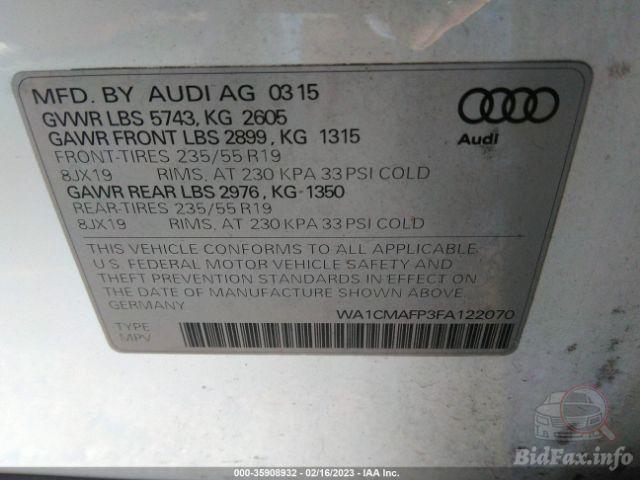 MFD. BY AUDI AG 03 15
GVWR LBS 5743, KG 2605
GAWR FRONT LBS 2899, KG 1315
FRONT-TIRES 235/55 R19
8JX19 RIMS, AT 230 KPA 33 PSI COLD
GAWR REAR LBS 2976, KG-1350
REAR-TIRES 235/55 R19
8JX19 RIMS, AT 230 KPA 33 PSI COLD
Audi
THIS VEHICLE CONFORMS TO ALL APPLICABLE
U.S. FEDERAL MOTOR VEHICLE SAFETY AND
THEFT PREVENTION STANDARDS IN EFFECT ON
THE DATE OF MANUFACTURE SHOWN ABOVE.
GERMANY
WA1CMAFP3FA122070
TYPE
MPV
BidFax.info
000-35908932 - 02/16/2023 - IAA Inc.